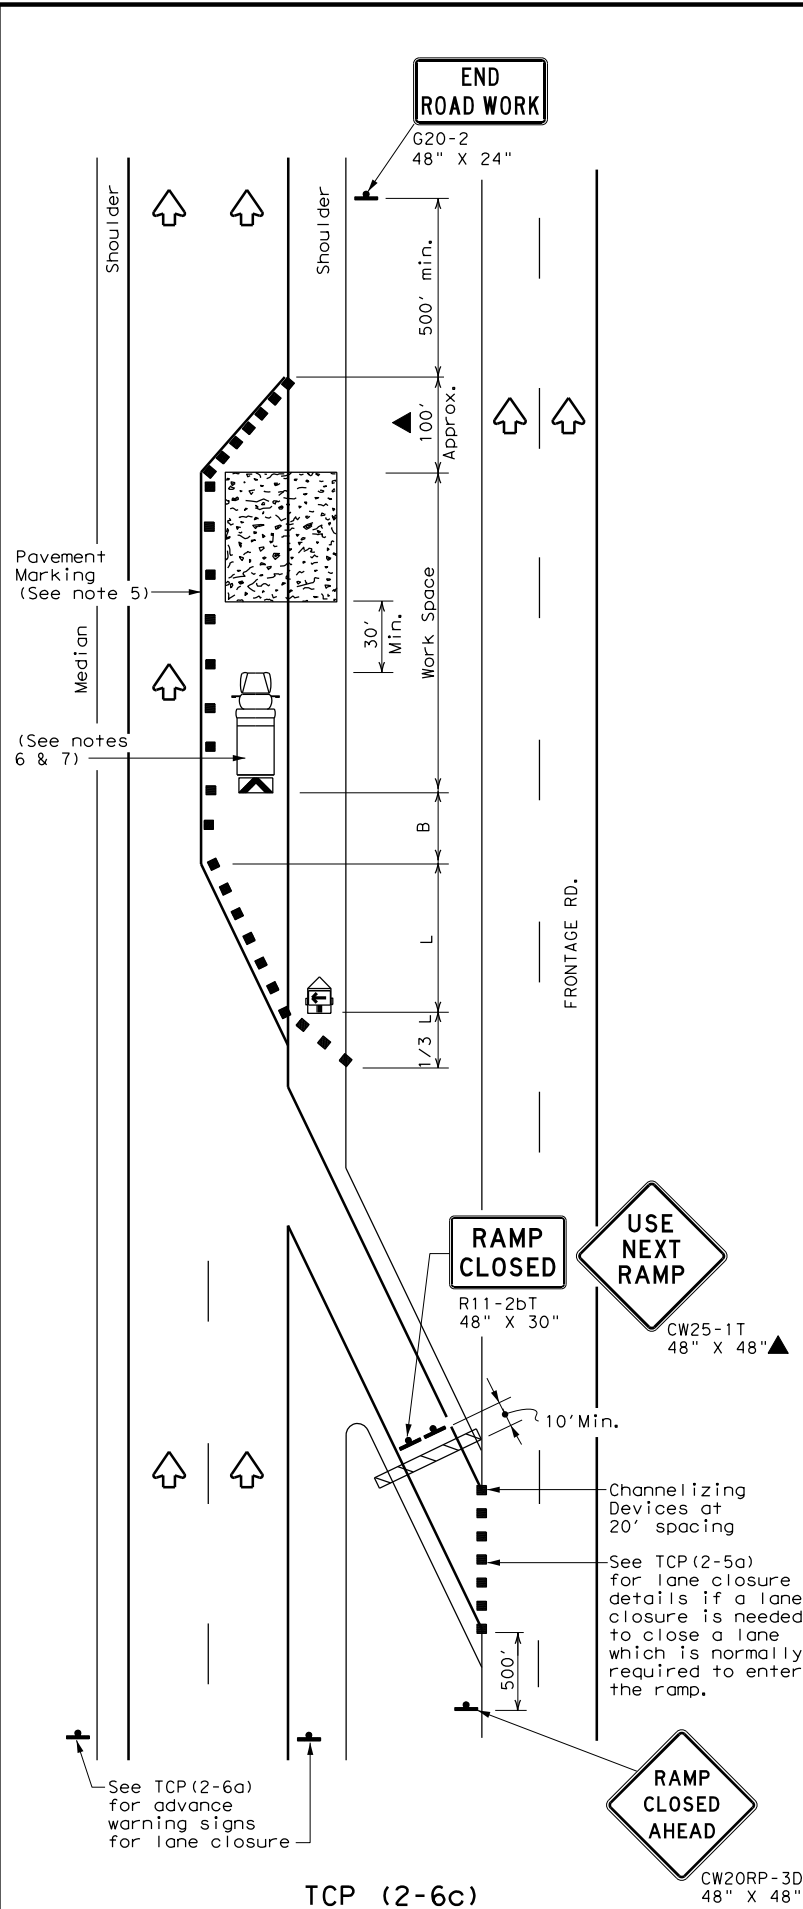 END
ROAD WORK
G20-2
48" X 24"
Shoulder
Shoulder
500' min.
100'
Approx.
Pavement
Marking
(See note 5)
Median
30'
Min.
Work Space
(See notes
6 & 7)
B
L
1/3 L
FRONTAGE RD.
RAMP
CLOSED
R11-2bT
48" X 30"
USE
NEXT
RAMP
CW25-1T
48" X 48"
10'Min.
Channelizing
Devices at
20' spacing
See TCP(2-5a)
for lane closure
details if a lane
closure is needed
to close a lane
which is normally
required to enter
the ramp.
500'
See TCP(2-6a)
for advance
warning signs
for lane closure
RAMP
CLOSED
AHEAD
CW20RP-3D
48" X 48"
TCP (2-6c)